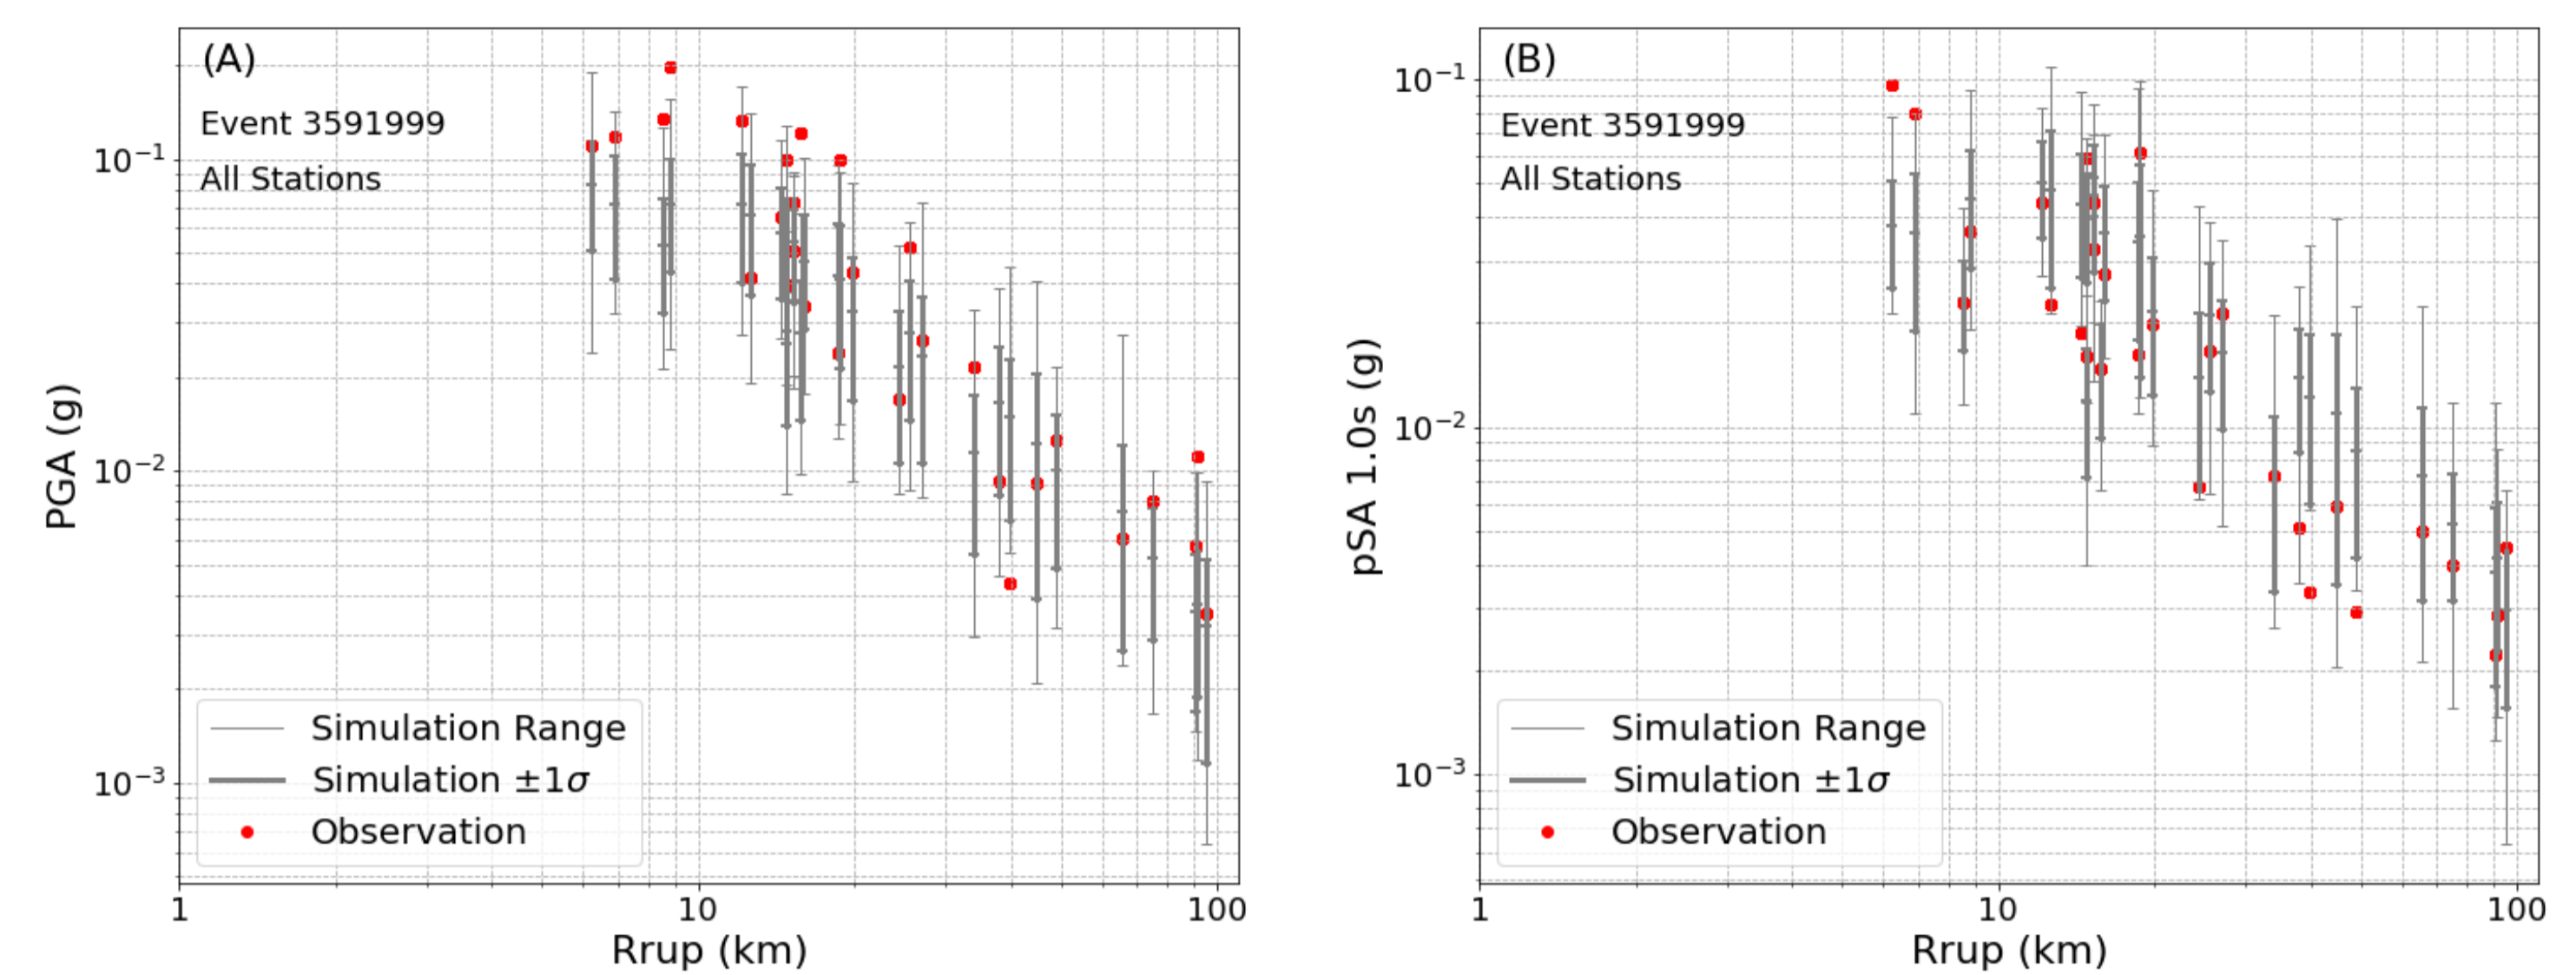 (A)
Event 3591999
All Stations
10⁻¹
10⁻²
10⁻³
PGA (g)
Simulation Range
Simulation ±1σ
Observation
1
10
100
Rrup (km)
(B)
Event 3591999
All Stations
10⁻¹
10⁻²
10⁻³
pSA 1.0s (g)
Simulation Range
Simulation ±1σ
Observation
1
10
100
Rrup (km)